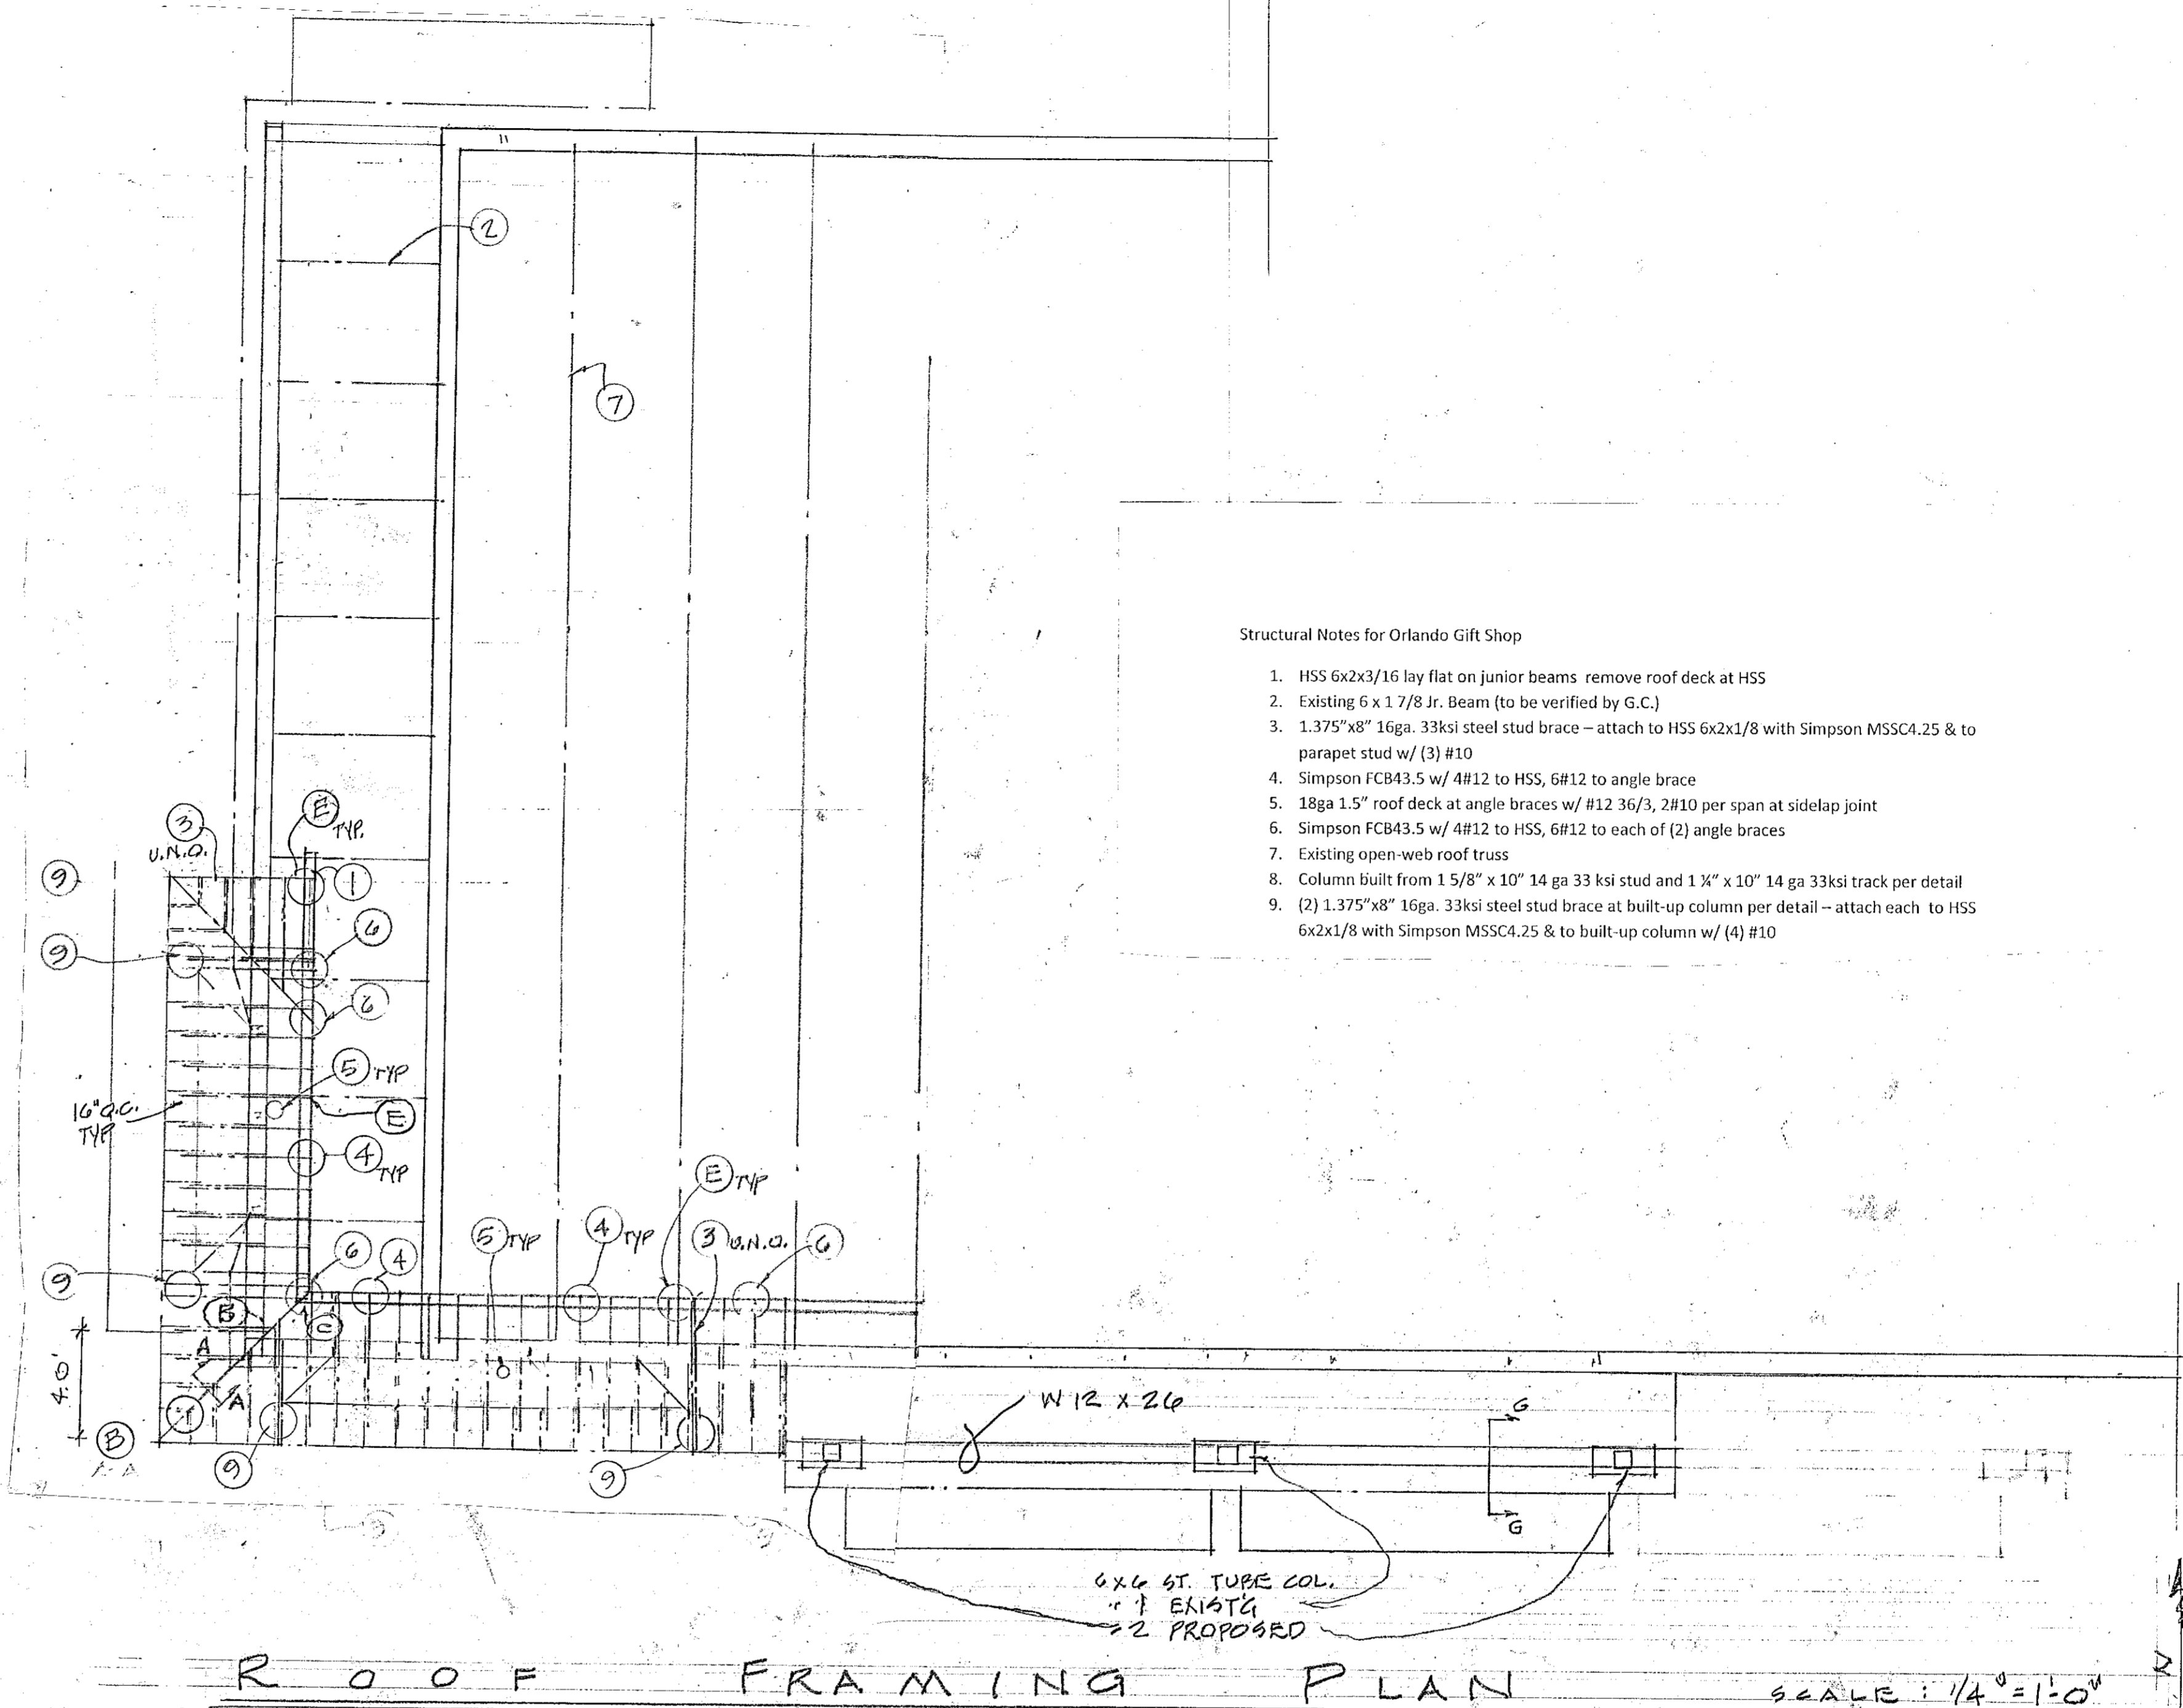 2
7
Structural Notes for Orlando Gift Shop
1. HSS 6x2x3/16 lay flat on junior beams remove roof deck at HSS
2. Existing 6 x 1 7/8 Jr. Beam (to be verified by G.C.)
3. 1.375”x8” 16ga. 33ksi steel stud brace – attach to HSS 6x2x1/8 with Simpson MSSC4.25 & to
parapet stud w/ (3) #10
4. Simpson FCB43.5 w/ 4#12 to HSS, 6#12 to angle brace
5. 18ga 1.5” roof deck at angle braces w/ #12 36/3, 2#10 per span at sidelap joint
6. Simpson FCB43.5 w/ 4#12 to HSS, 6#12 to each of (2) angle braces
7. Existing open-web roof truss
8. Column built from 1 5/8” x 10” 14 ga 33 ksi stud and 1 ¼” x 10” 14 ga 33ksi track per detail
9. (2) 1.375”x8” 16ga. 33ksi steel stud brace at built-up column per detail – attach each to HSS
6x2x1/8 with Simpson MSSC4.25 & to built-up column w/ (4) #10
E TYP.
3
U.N.O.
9
1
6
9
6
5 TYP
16" O.C.
TYP
E
4 TYP
E TYP
5 TYP
4 TYP
3 U.N.O.
6
6
4
9
B
C
A
4'.0'
A
B
A-A
9
9
W 12 X 26
G
G
6X6 ST. TUBE COL.
1 EXIST'G
2 PROPOSED
ROOF FRAMING PLAN
SCALE : 1/4" = 1'-0"